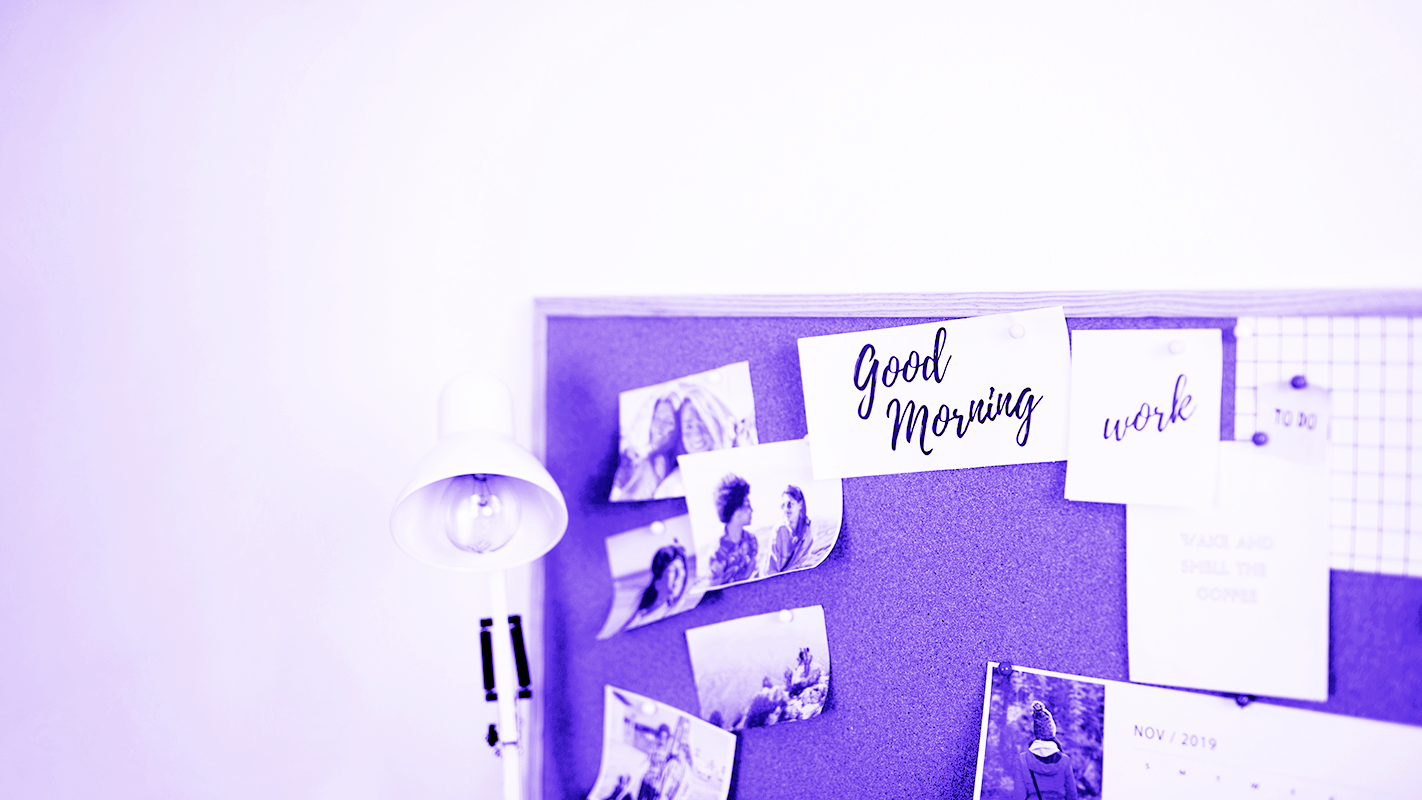 Good
Morning
work
TO DO
WAKE AND
SMELL THE
COFFEE
NOV / 2019
S M T W